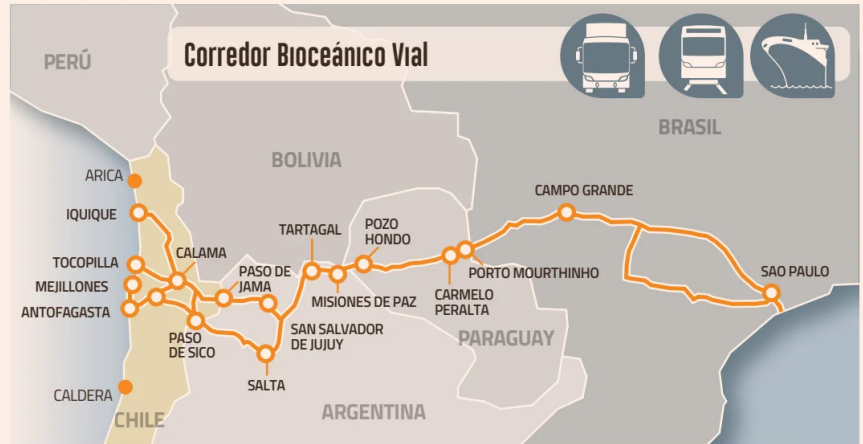 Corredor Bioceánico Vial
PERÚ
BRASIL
BOLIVIA
ARICA
IQUIQUE
TOCOPILLA
MEJILLONES
ANTOFAGASTA
CALAMA
PASO DE
JAMA
PASO
DE SICO
SAN SALVADOR
DE JUJUY
SALTA
TARTAGAL
MISIONES DE PAZ
POZO
HONDO
CARMELO
PERALTA
PORTO MOURTHINHO
CAMPO GRANDE
SAO PAULO
PARAGUAY
CALDERA
CHILE
ARGENTINA